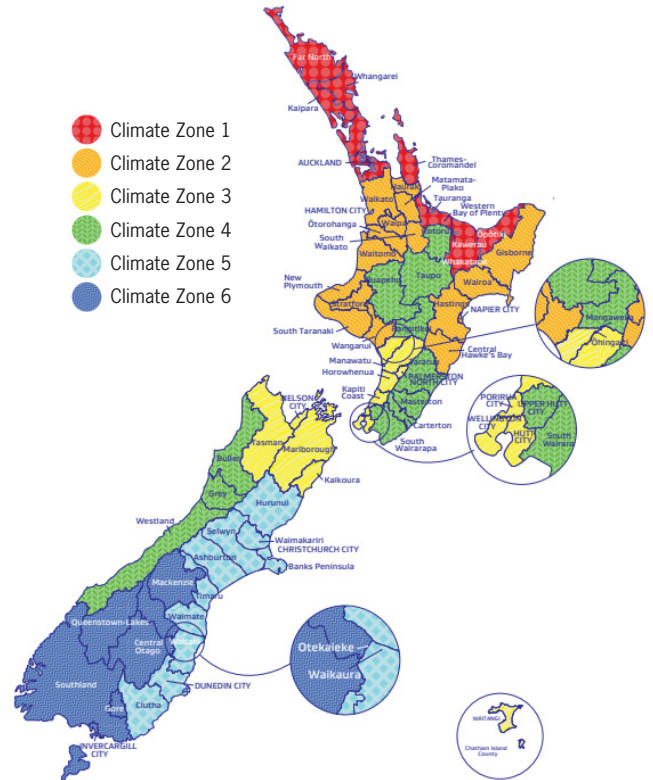 Climate Zone 1
Climate Zone 2
Climate Zone 3
Climate Zone 4
Climate Zone 5
Climate Zone 6
Far North
Whangarei
Kaipara
AUCKLAND
Thames-
Coromandel
Hauraki
Matamata-
Piako
Waikato
Tauranga
Western
Bay of Plenty
HAMILTON CITY
Waipa
Ōtorohanga
Rotorua
Ōpōtiki
Kawerau
South
Waikato
Whakatane
Gisborne
Waitomo
Taupo
Ruapehu
Wairoa
New
Plymouth
Stratford
Hastings
NAPIER CITY
South Taranaki
Rangitikei
Wanganui
Central
Hawke's Bay
Manawatu
Tararua
Horowhenua
PALMERSTON
NORTH CITY
Kapiti
Coast
Masterton
Carterton
South
Wairarapa
Mangaweka
Ōhingaiti
PORIRUA
CITY
UPPER HUTT
CITY
WELLINGTON
CITY
HUTT
CITY
South
Wairara
NELSON
CITY
Tasman
Marlborough
Buller
Kaikoura
Grey
Hurunui
Westland
Selwyn
Waimakariri
CHRISTCHURCH CITY
Ashburton
Banks Peninsula
Mackenzie
Timaru
Waimate
Queenstown-Lakes
Waitaki
Central
Otago
Otekaieke
Waikaura
Southland
DUNEDIN CITY
Gore
Clutha
INVERCARGILL
CITY
WAITANGI
Chatham Island
County